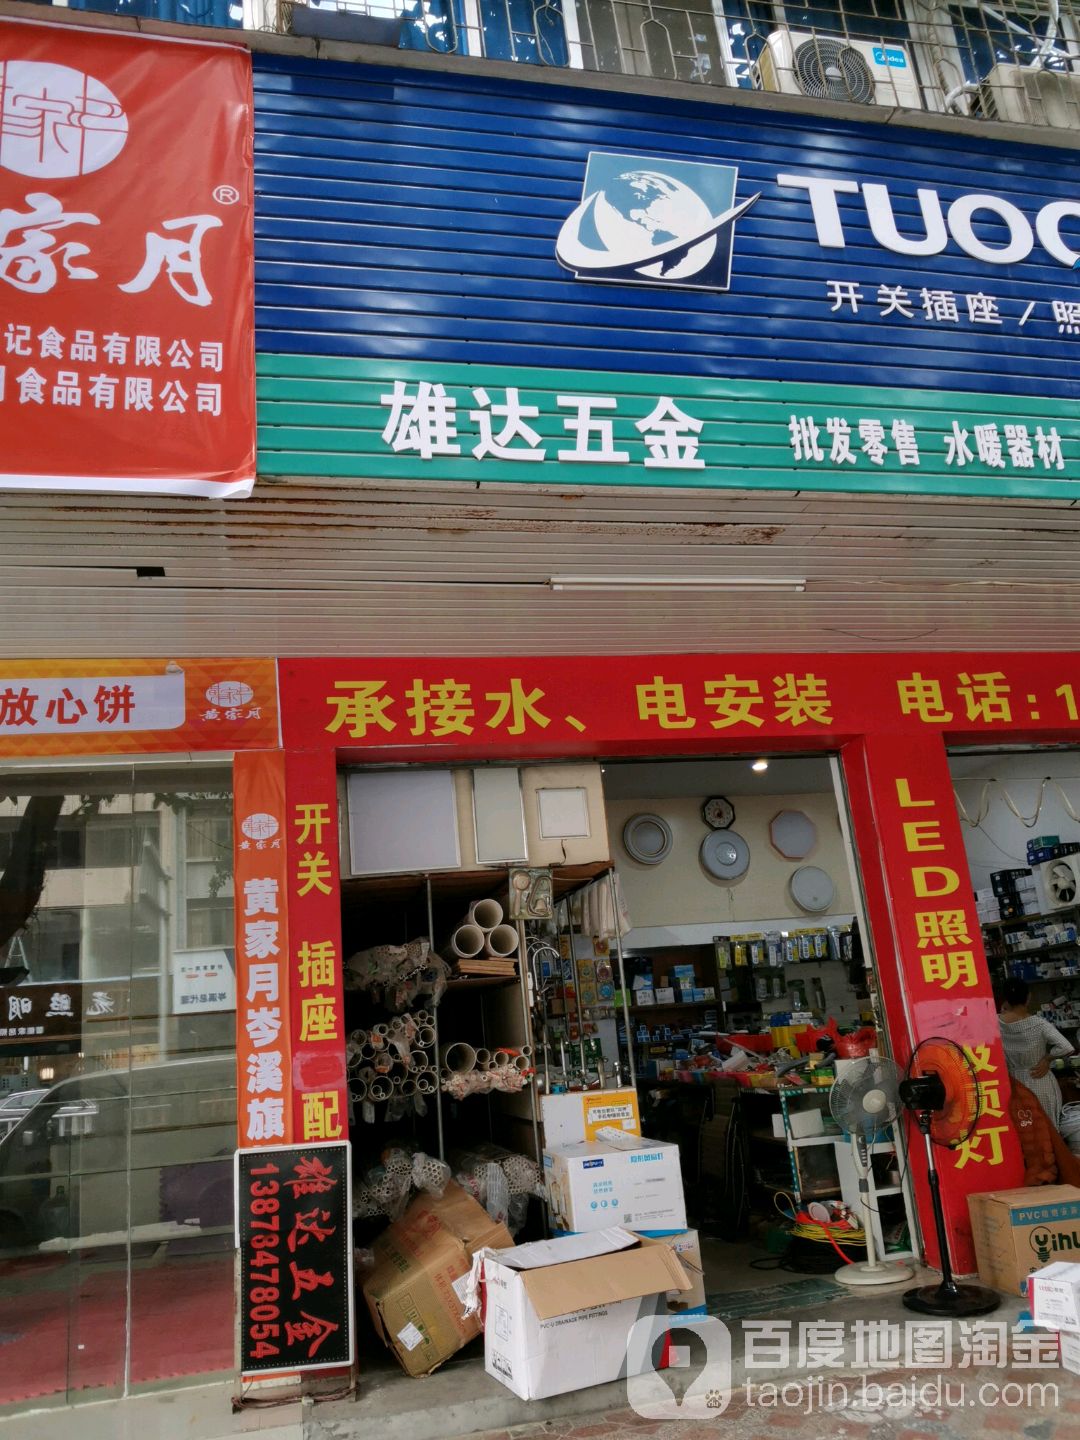 家月®
记食品有限公司
食品有限公司
Midea
TUO
开关插座/照
雄达五金
批发零售 水暖器材
放心饼
黄家月
承接水、电安装 电话:1
开关 插座 配
黄家月
黄家月岑溪旗
LED照明 吸顶灯
雄达五金
13878478054
PVC-U DRAINAGE PIPE FITTINGS
百度地图淘金
taojin.baidu.com